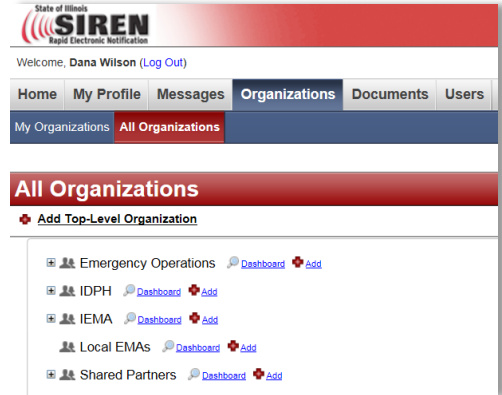 State of Illinois
SIREN
Rapid Electronic Notification
Welcome, Dana Wilson (Log Out)
Home My Profile Messages Organizations Documents Users
My Organizations All Organizations
All Organizations
Add Top-Level Organization
Emergency Operations Dashboard Add
IDPH Dashboard Add
IEMA Dashboard Add
Local EMAs Dashboard Add
Shared Partners Dashboard Add